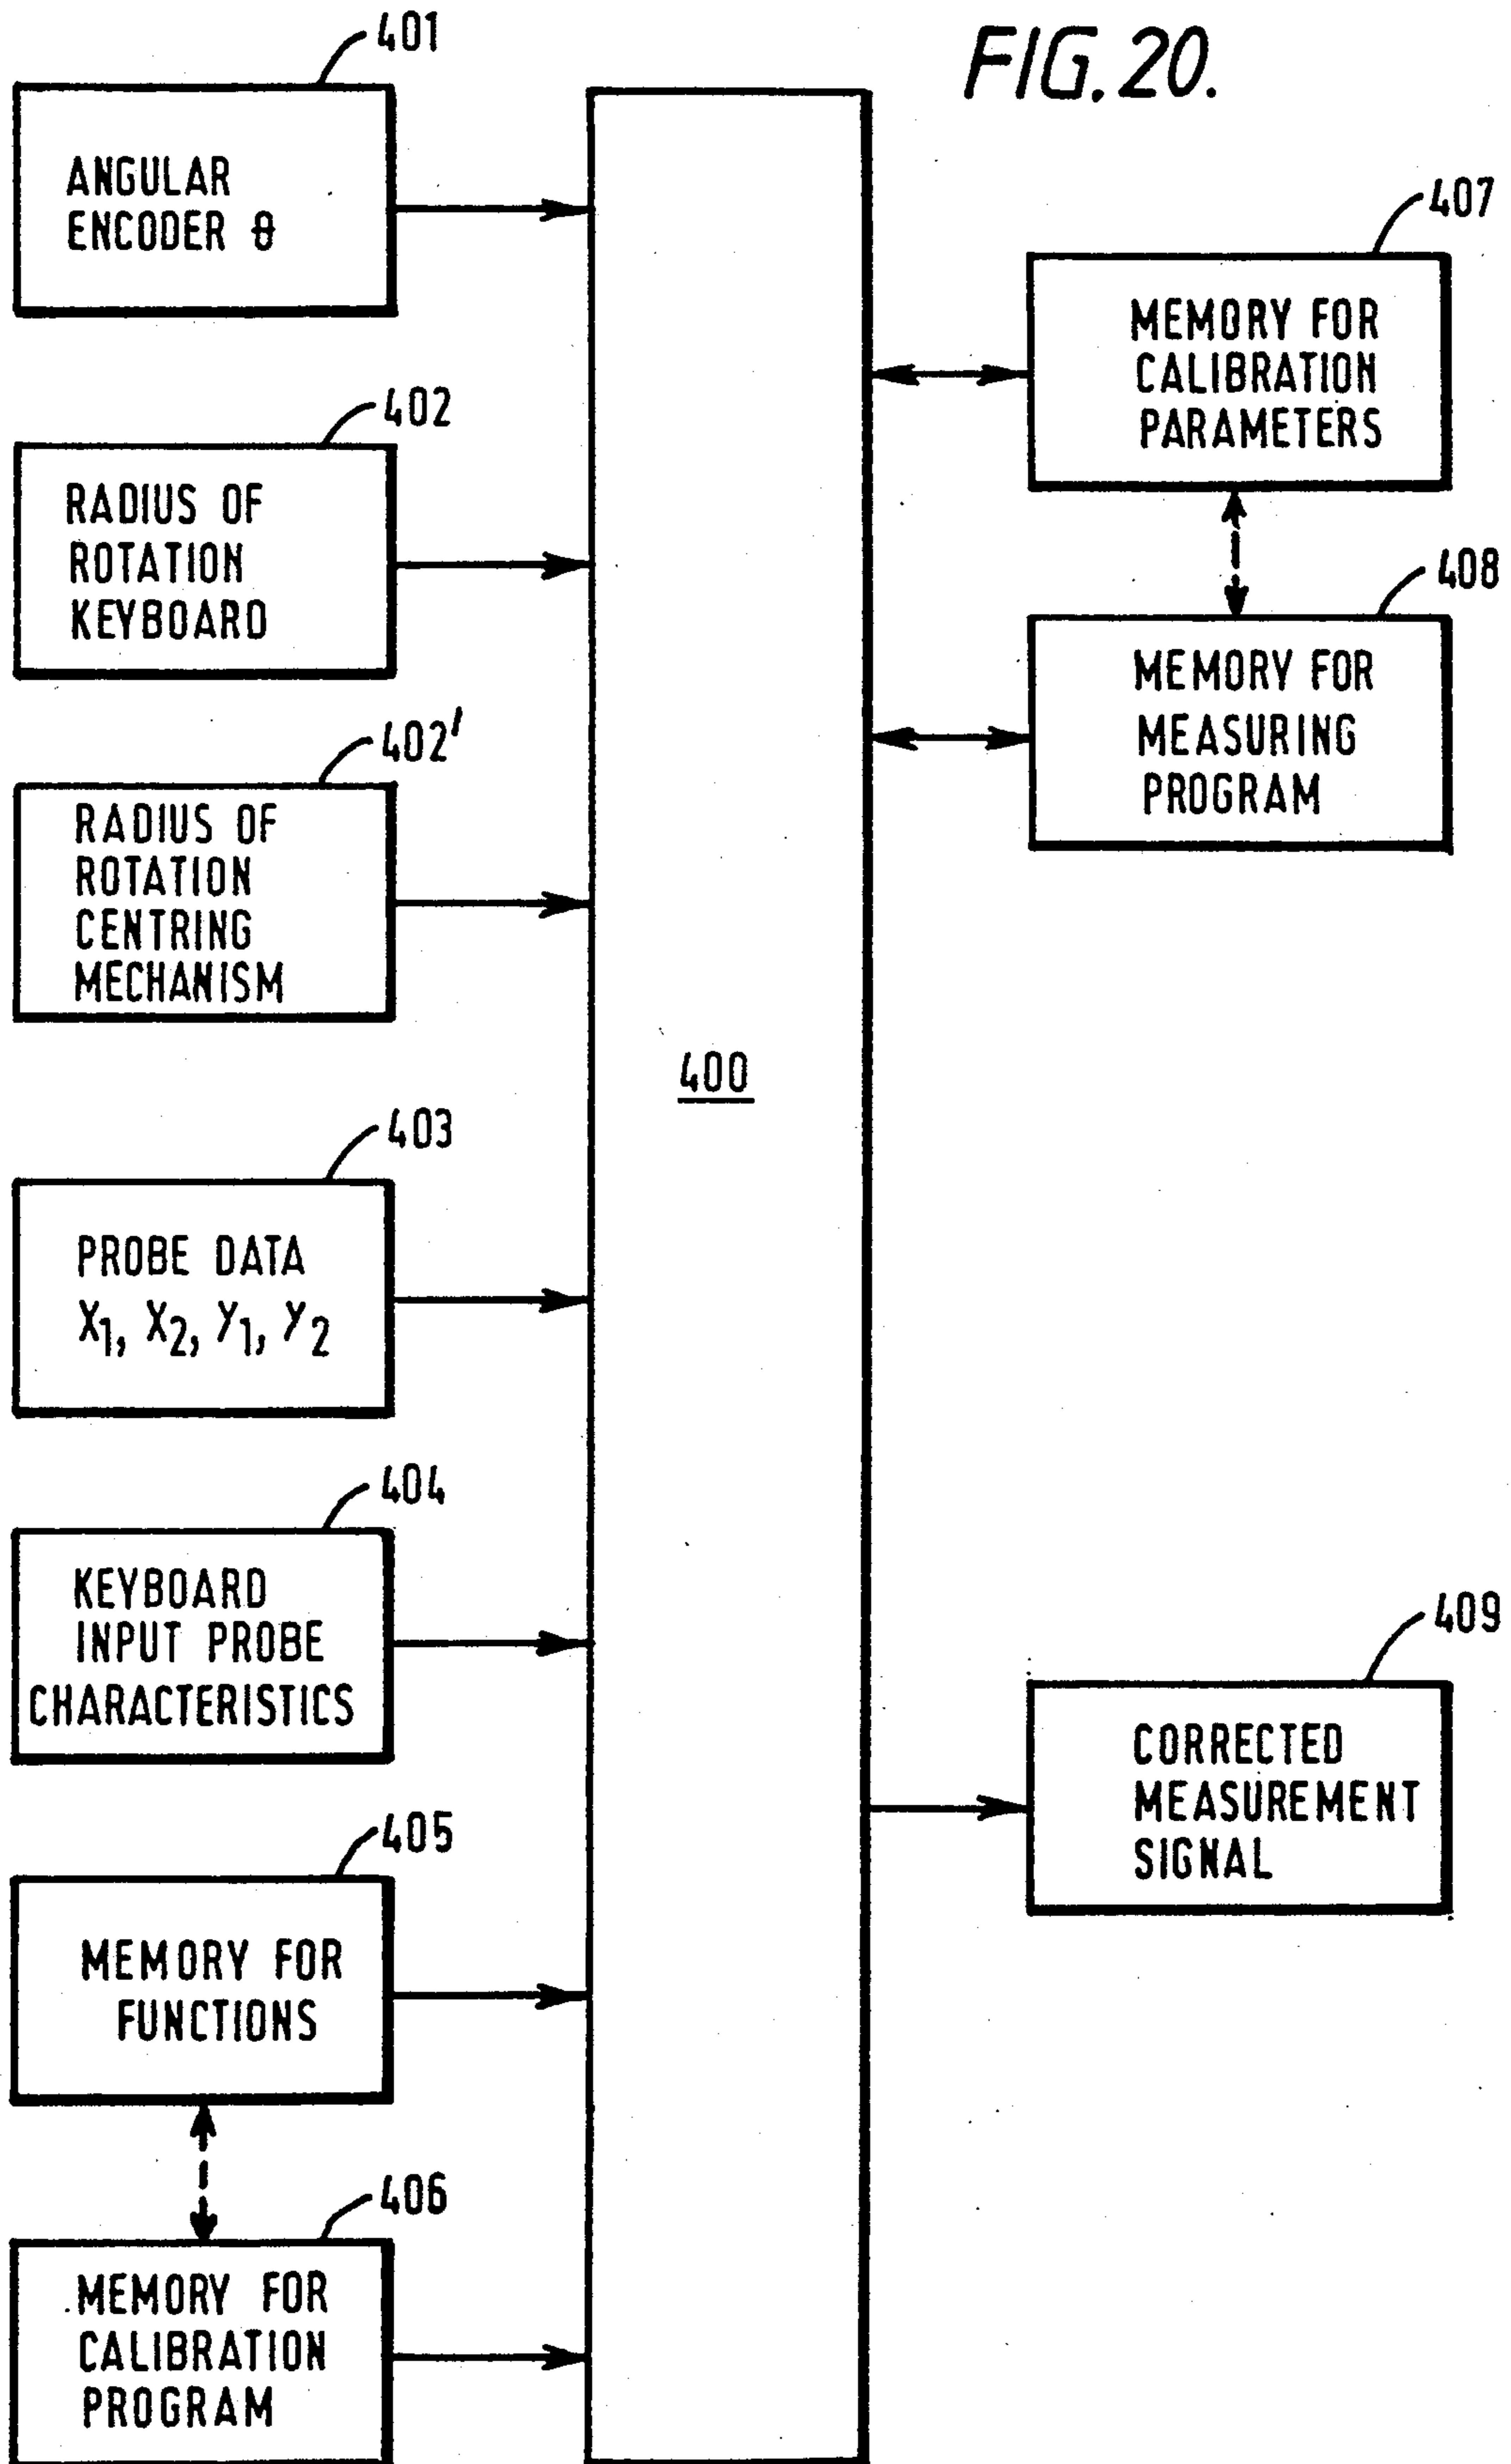 FIG. 20.
401
ANGULAR
ENCODER θ
402
RADIUS OF
ROTATION
KEYBOARD
402'
RADIUS OF
ROTATION
CENTRING
MECHANISM
403
PROBE DATA
X₁, X₂, Y₁, Y₂
404
KEYBOARD
INPUT PROBE
CHARACTERISTICS
405
MEMORY FOR
FUNCTIONS
406
MEMORY FOR
CALIBRATION
PROGRAM
400
407
MEMORY FOR
CALIBRATION
PARAMETERS
408
MEMORY FOR
MEASURING
PROGRAM
409
CORRECTED
MEASUREMENT
SIGNAL